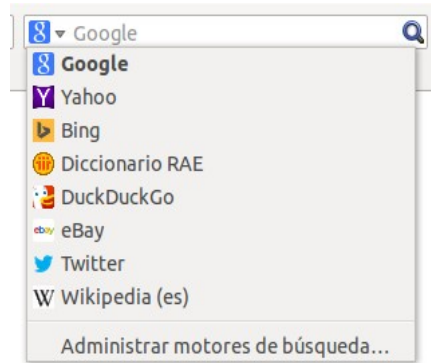 Google
Google
Yahoo
Bing
Diccionario RAE
DuckDuckGo
eBay
Twitter
Wikipedia (es)
Administrar motores de búsqueda...